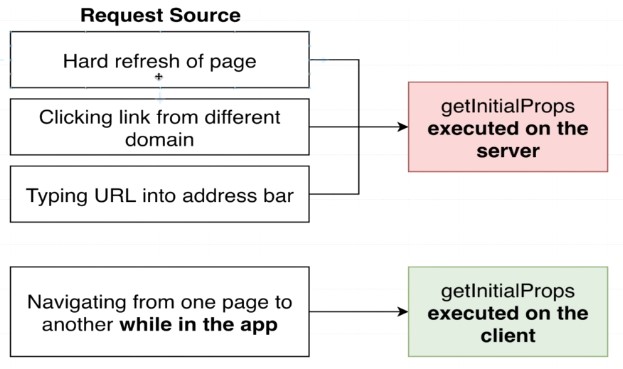 Request Source
Hard refresh of page
Clicking link from different
domain
Typing URL into address bar
getInitialProps
executed on the
server
Navigating from one page to
another while in the app
getInitialProps
executed on the
client